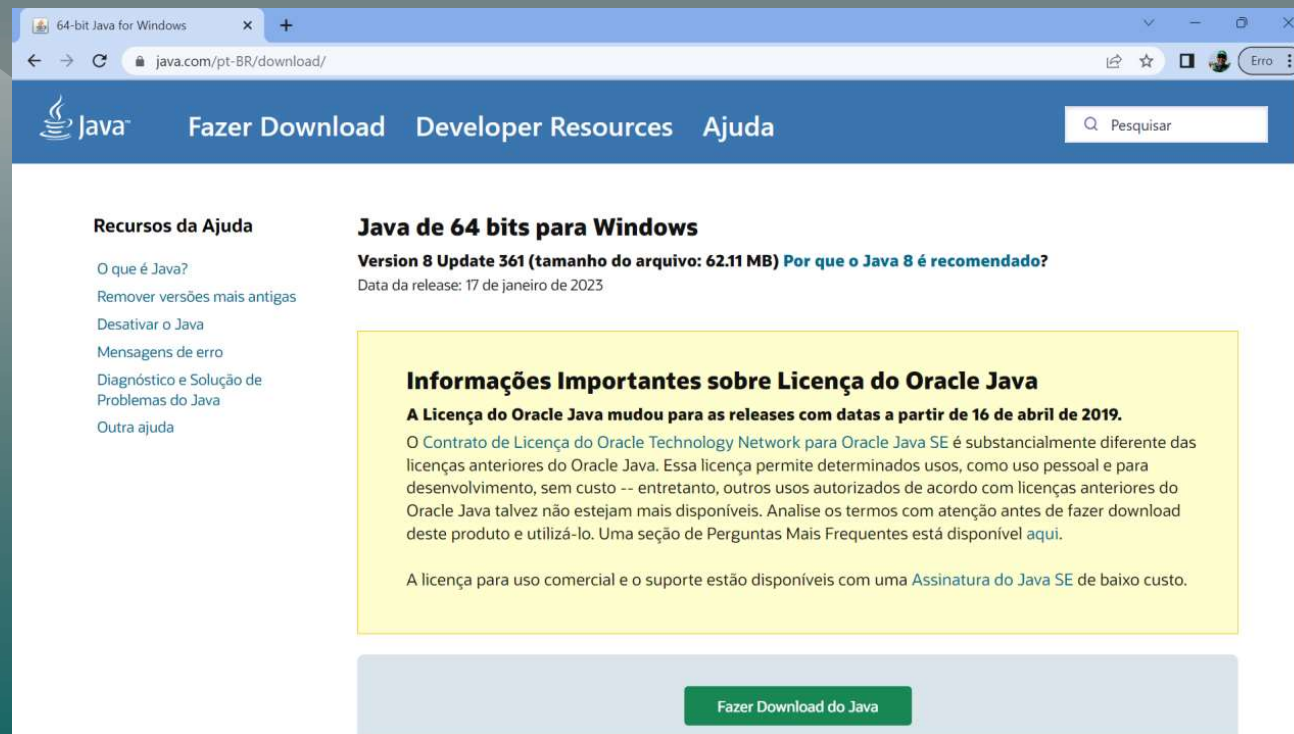 64-bit Java for Windows
java.com/pt-BR/download/
Erro
Java
Fazer Download Developer Resources Ajuda
Pesquisar
Recursos da Ajuda
O que é Java?
Remover versões mais antigas
Desativar o Java
Mensagens de erro
Diagnóstico e Solução de
Problemas do Java
Outra ajuda
Java de 64 bits para Windows
Version 8 Update 361 (tamanho do arquivo: 62.11 MB) Por que o Java 8 é recomendado?
Data da release: 17 de janeiro de 2023
Informações Importantes sobre Licença do Oracle Java
A Licença do Oracle Java mudou para as releases com datas a partir de 16 de abril de 2019.
O Contrato de Licença do Oracle Technology Network para Oracle Java SE é substancialmente diferente das
licenças anteriores do Oracle Java. Essa licença permite determinados usos, como uso pessoal e para
desenvolvimento, sem custo -- entretanto, outros usos autorizados de acordo com licenças anteriores do
Oracle Java talvez não estejam mais disponíveis. Analise os termos com atenção antes de fazer download
deste produto e utilizá-lo. Uma seção de Perguntas Mais Frequentes está disponível aqui.
A licença para uso comercial e o suporte estão disponíveis com uma Assinatura do Java SE de baixo custo.
Fazer Download do Java